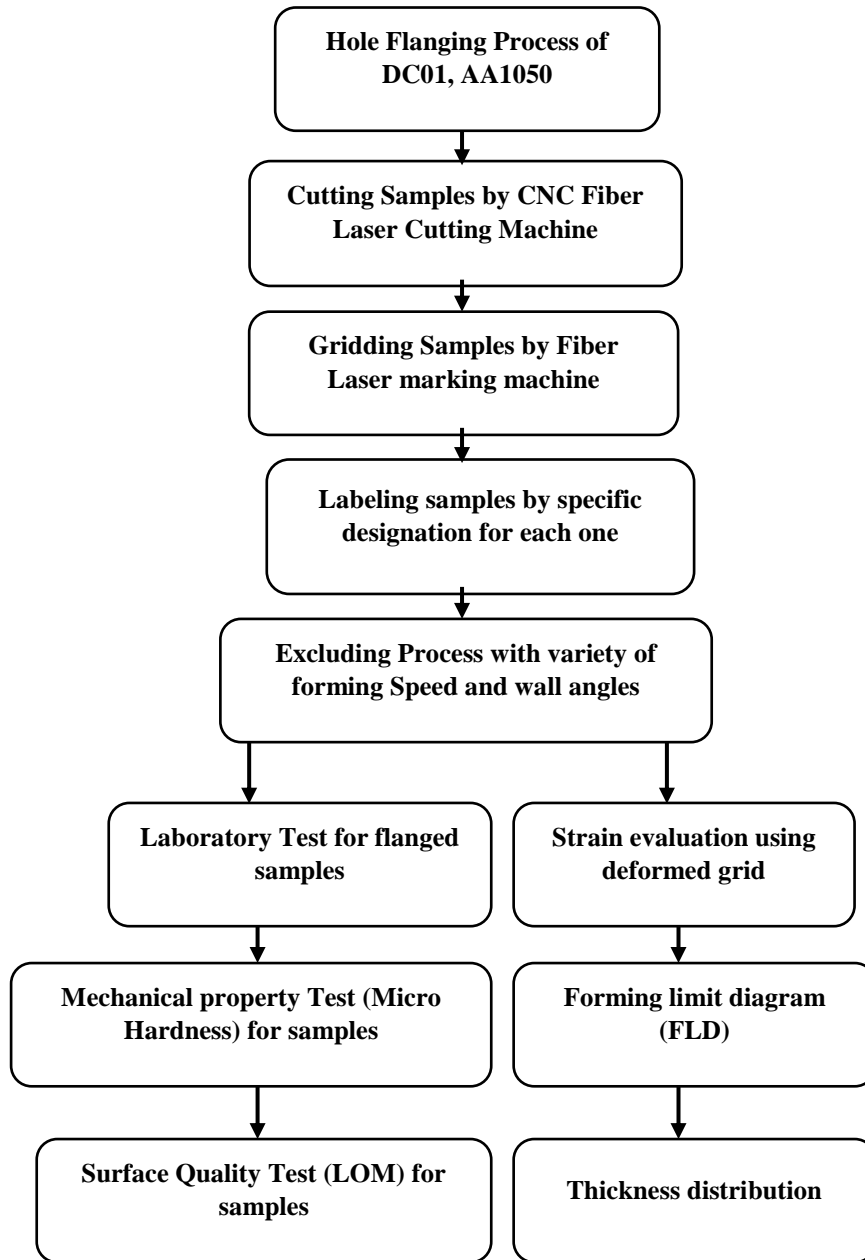 Hole Flanging Process of
DC01, AA1050
Cutting Samples by CNC Fiber
Laser Cutting Machine
Gridding Samples by Fiber
Laser marking machine
Labeling samples by specific
designation for each one
Excluding Process with variety of
forming Speed and wall angles
Laboratory Test for flanged
samples
Strain evaluation using
deformed grid
Mechanical property Test (Micro
Hardness) for samples
Forming limit diagram
(FLD)
Surface Quality Test (LOM) for
samples
Thickness distribution